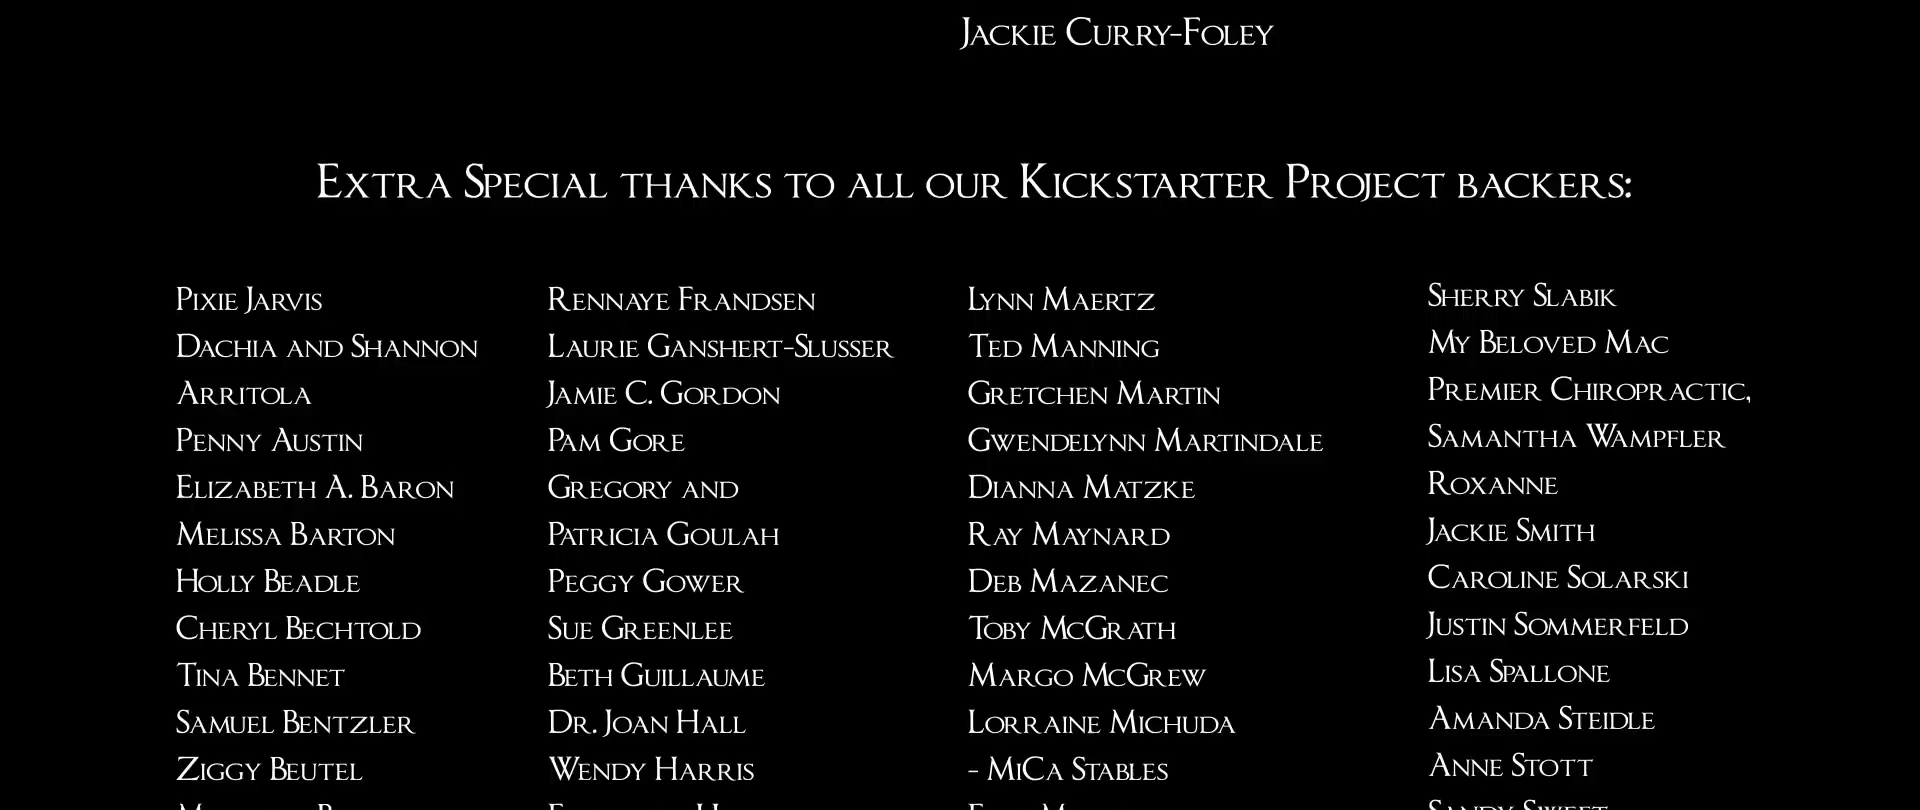 Jackie Curry-Foley
Extra Special thanks to all our Kickstarter Project backers:
Pixie Jarvis
Dachia and Shannon
Arritola
Penny Austin
Elizabeth A. Baron
Melissa Barton
Holly Beadle
Cheryl Bechtold
Tina Bennet
Samuel Bentzler
Ziggy Beutel
Rennaye Frandsen
Laurie Ganshert-Slusser
Jamie C. Gordon
Pam Gore
Gregory and
Patricia Goulah
Peggy Gower
Sue Greenlee
Beth Guillaume
Dr. Joan Hall
Wendy Harris
Lynn Maertz
Ted Manning
Gretchen Martin
Gwendelynn Martindale
Dianna Matzke
Ray Maynard
Deb Mazanec
Toby McGrath
Margo McGrew
Lorraine Michuda
- MiCa Stables
Sherry Slabik
My Beloved Mac
Premier Chiropractic,
Samantha Wampfler
Roxanne
Jackie Smith
Caroline Solarski
Justin Sommerfeld
Lisa Spallone
Amanda Steidle
Anne Stott
Sandy Sweet